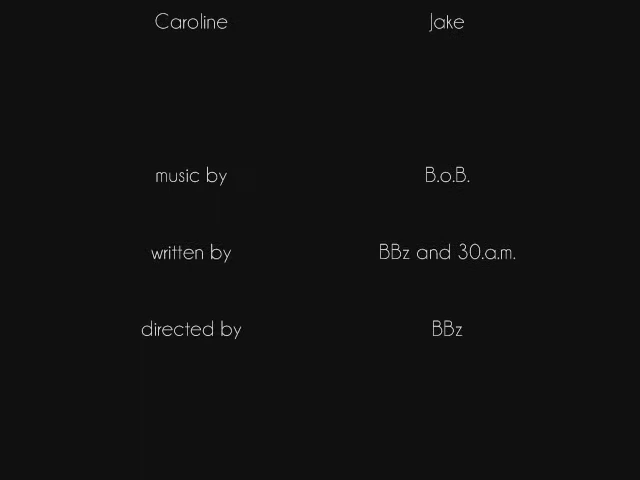 Caroline Jake
music by B.o.B.
written by BBz and 30.a.m.
directed by BBz